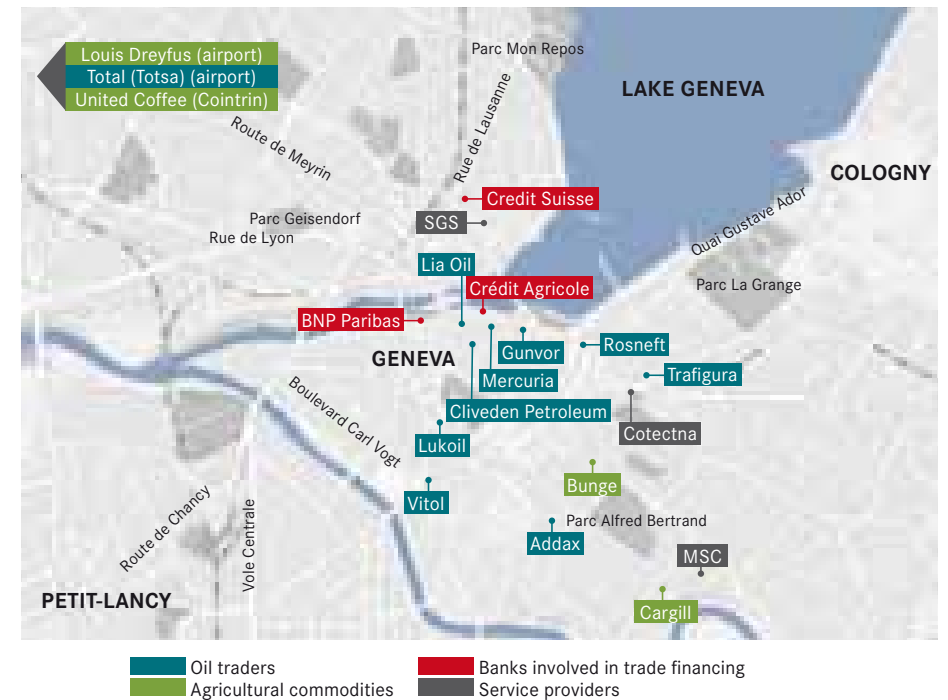 Louis Dreyfus (airport)
Total (Totsa) (airport)
United Coffee (Cointrin)
Parc Mon Repos
LAKE GENEVA
Route de Meyrin
Rue de Lausanne
COLOGNY
Credit Suisse
Quai Gustave Ador
Parc Geisendorf
SGS
Rue de Lyon
Lia Oil
Parc La Grange
Crédit Agricole
BNP Paribas
GENEVA
Gunvor
Rosneft
Mercuria
Trafigura
Boulevard Carl Vogt
Cliveden Petroleum
Lukoil
Cotectna
Bunge
Vitol
Route de Chancy
Vole Centrale
Parc Alfred Bertrand
Addax
MSC
PETIT-LANCY
Cargill
Oil traders
Banks involved in trade financing
Agricultural commodities
Service providers